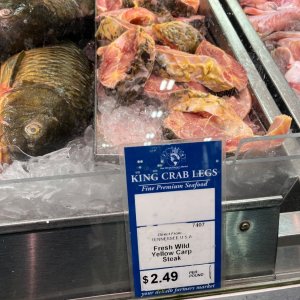 KING CRAB LEGS
Fine Premium Seafood
7407
Direct From:
TENNESSEE U.S.A
Fresh Wild
Yellow Carp
Steak
$2.49
PER
POUND
your dekalb farmers market